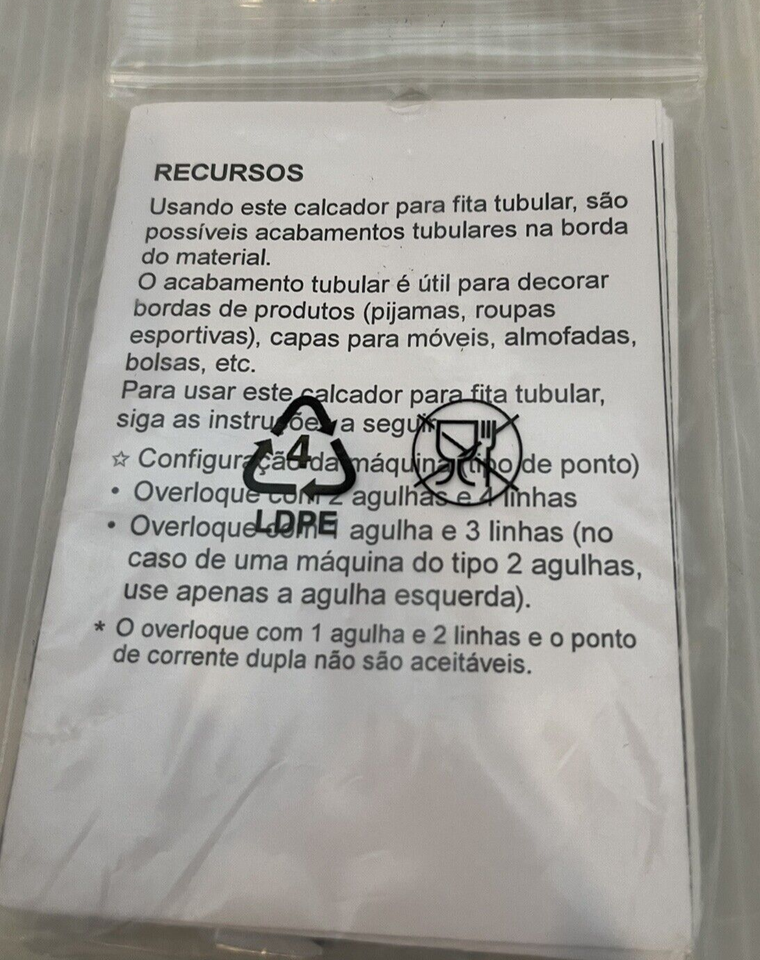 RECURSOS
Usando este calcador para fita tubular, são
possíveis acabamentos tubulares na borda
do material.
O acabamento tubular é útil para decorar
bordas de produtos (pijamas, roupas
esportivas), capas para móveis, almofadas,
bolsas, etc.
Para usar este calcador para fita tubular,
siga as instruções a seguir.
☆ Configuração da máquina (tipo de ponto)
• Overloque com 2 agulhas e 4 linhas
• Overloque com 1 agulha e 3 linhas (no
caso de uma máquina do tipo 2 agulhas,
use apenas a agulha esquerda).
* O overloque com 1 agulha e 2 linhas e o ponto
de corrente dupla não são aceitáveis.
4
LDPE